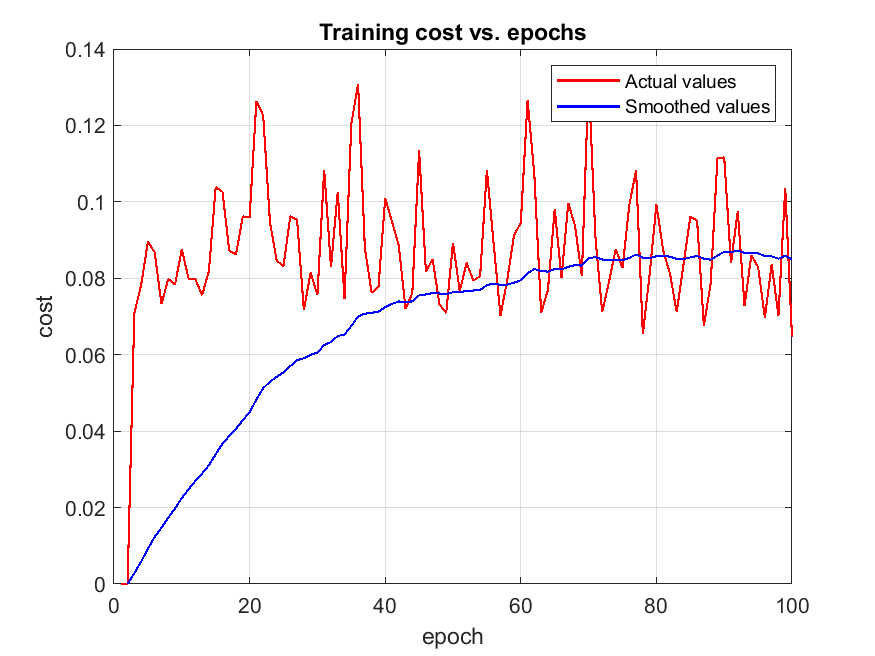 Training cost vs. epochs
Actual values
Smoothed values
0.14
0.12
0.1
0.08
0.06
0.04
0.02
0
cost
0 20 40 60 80 100
epoch